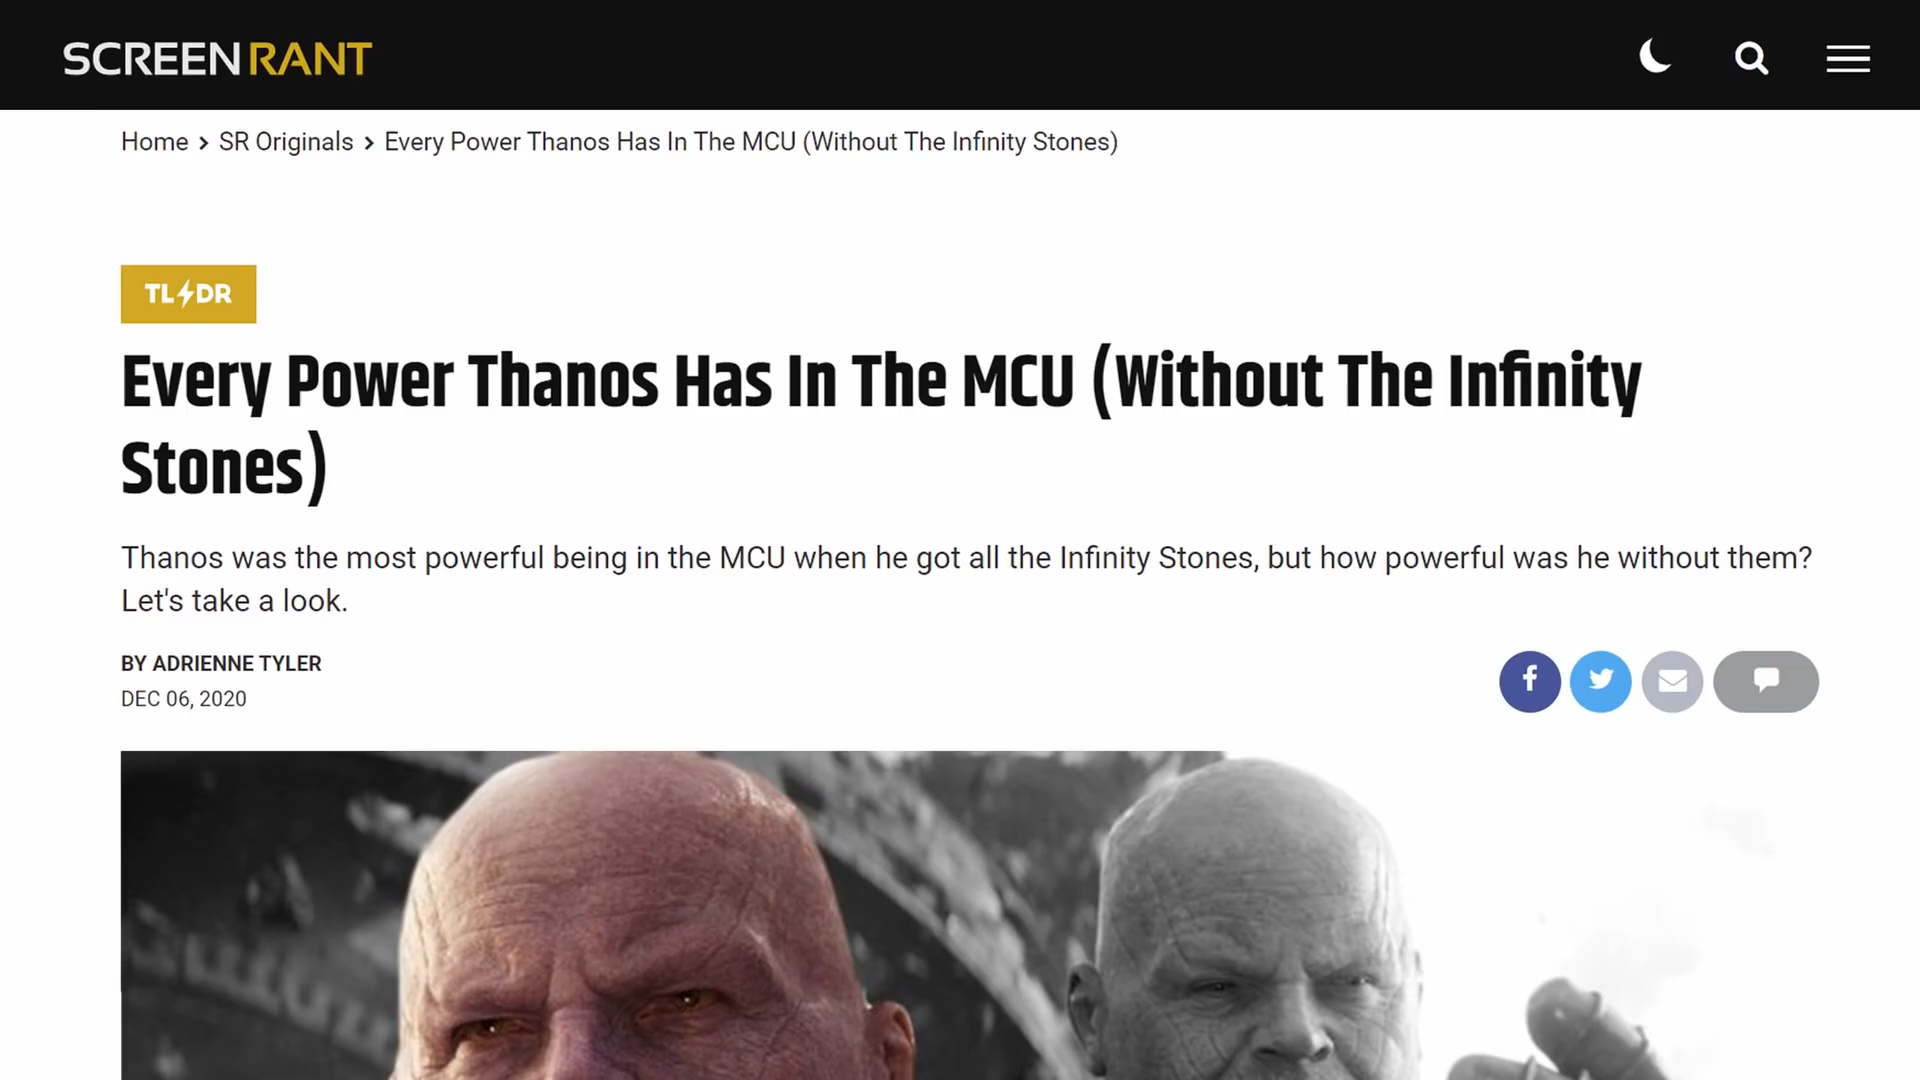 SCREENRANT
Home > SR Originals > Every Power Thanos Has In The MCU (Without The Infinity Stones)
TL DR
Every Power Thanos Has In The MCU (Without The Infinity
Stones)
Thanos was the most powerful being in the MCU when he got all the Infinity Stones, but how powerful was he without them?
Let's take a look.
BY ADRIENNE TYLER
DEC 06, 2020